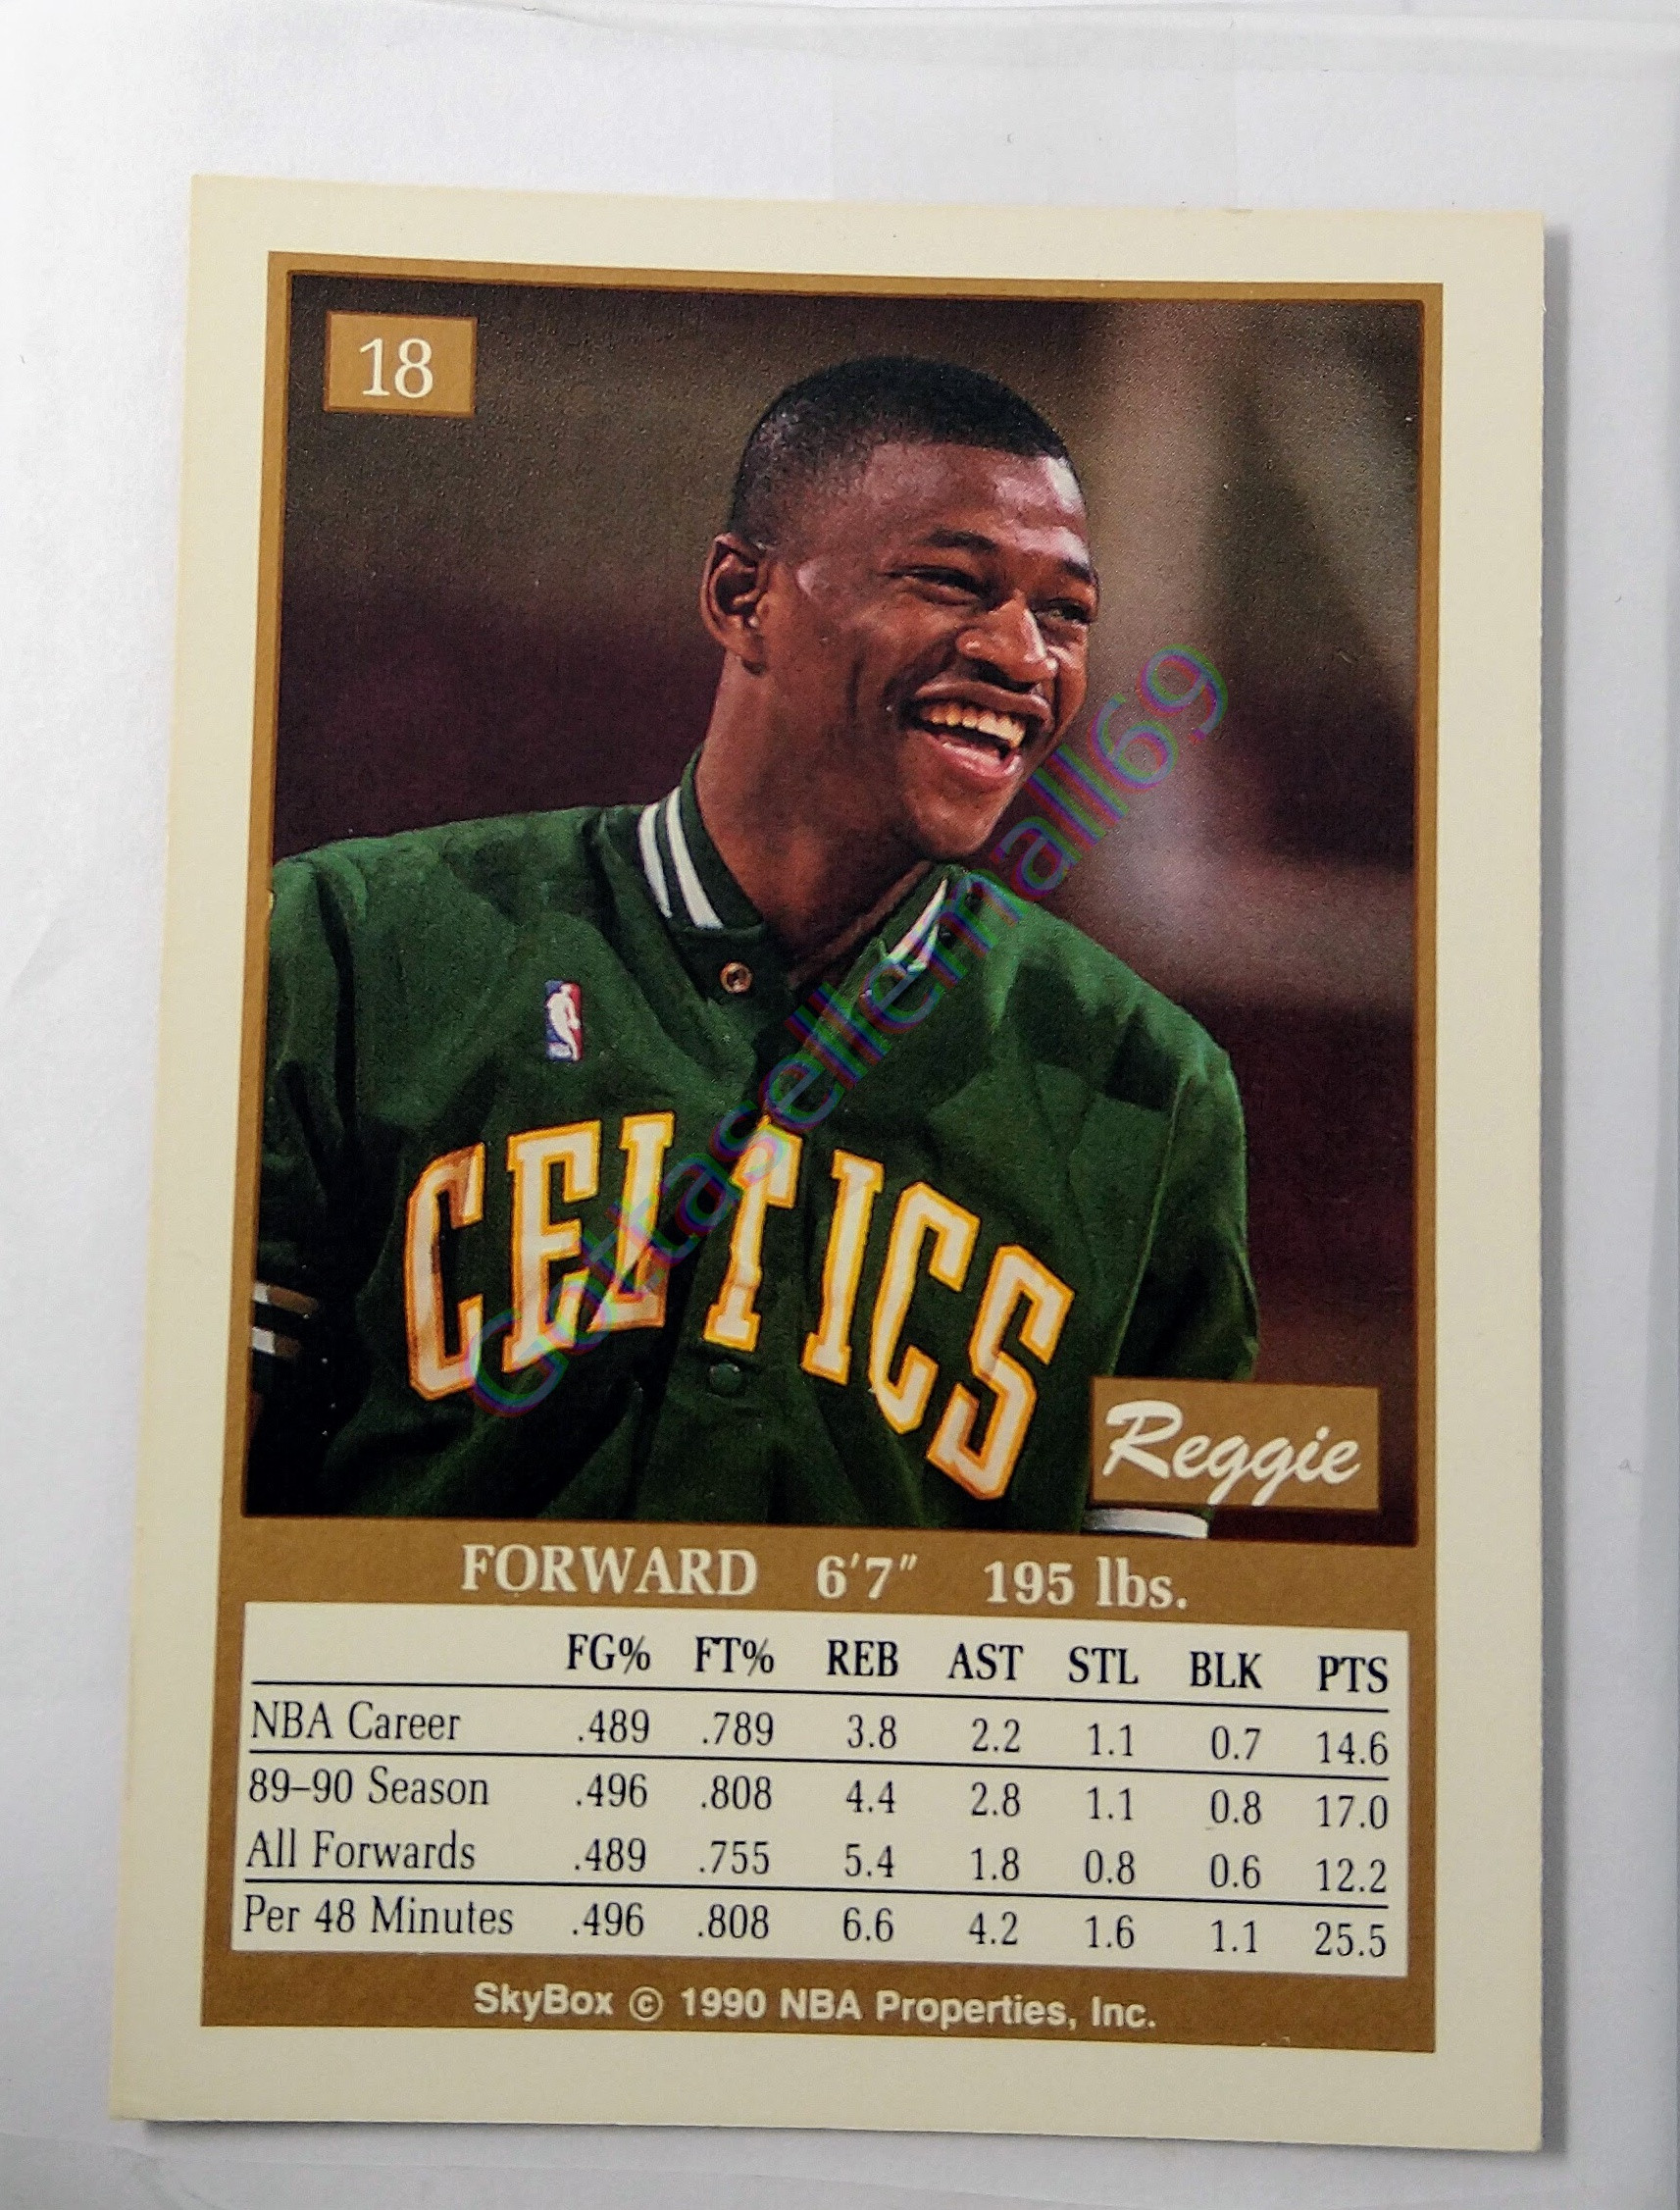 18
CELTICS
Reggie
Gottasellemall69
FORWARD 6'7" 195 lbs.
FG% FT% REB AST STL BLK PTS
NBA Career .489 .789 3.8 2.2 1.1 0.7 14.6
89–90 Season .496 .808 4.4 2.8 1.1 0.8 17.0
All Forwards .489 .755 5.4 1.8 0.8 0.6 12.2
Per 48 Minutes .496 .808 6.6 4.2 1.6 1.1 25.5
SkyBox © 1990 NBA Properties, Inc.